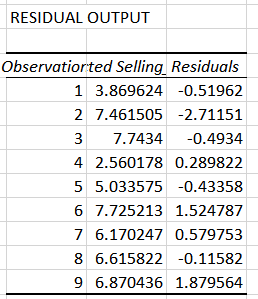 RESIDUAL OUTPUT
Observation ted Selling Residuals
1 3.869624 -0.51962
2 7.461505 -2.71151
3 7.7434 -0.4934
4 2.560178 0.289822
5 5.033575 -0.43358
6 7.725213 1.524787
7 6.170247 0.579753
8 6.615822 -0.11582
9 6.870436 1.879564